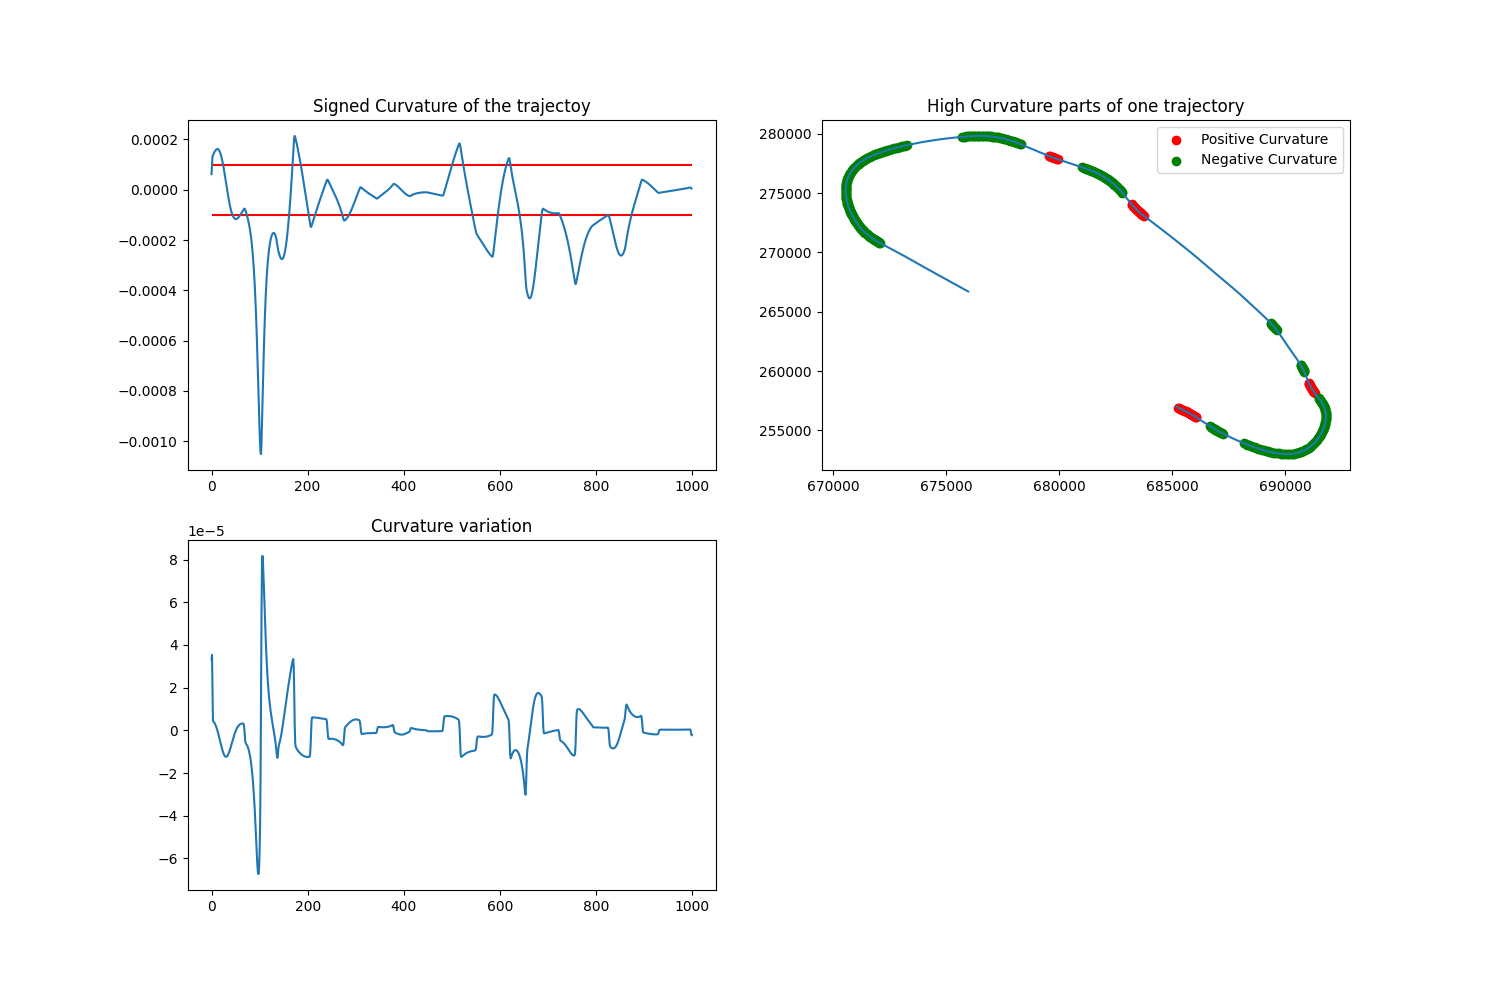 Signed Curvature of the trajectoy
0.0002
0.0000
−0.0002
−0.0004
−0.0006
−0.0008
−0.0010
0 200 400 600 800 1000
High Curvature parts of one trajectory
Positive Curvature
Negative Curvature
280000
275000
270000
265000
260000
255000
670000 675000 680000 685000 690000
Curvature variation
1e−5
8
6
4
2
0
−2
−4
−6
0 200 400 600 800 1000